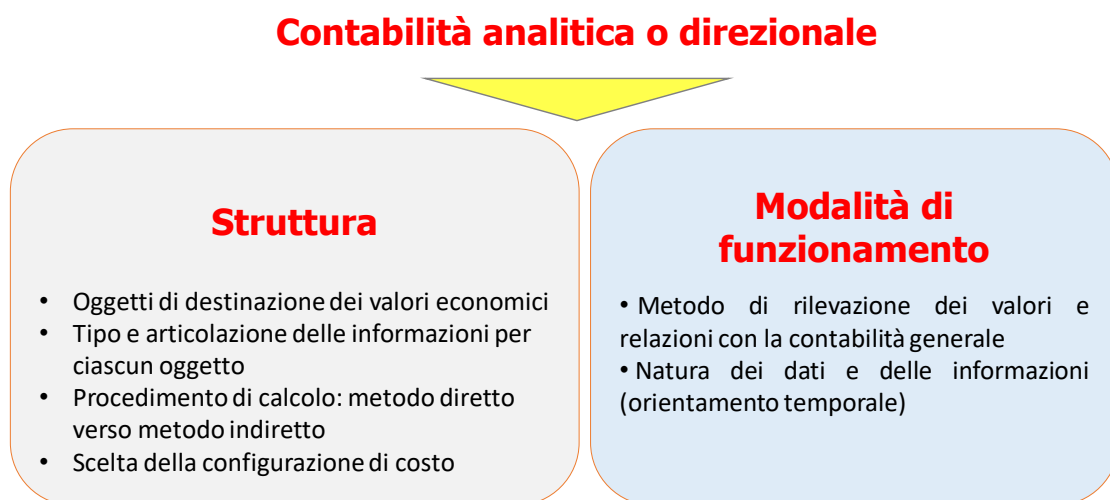 Contabilità analitica o direzionale
Struttura
• Oggetti di destinazione dei valori economici
• Tipo e articolazione delle informazioni per
ciascun oggetto
• Procedimento di calcolo: metodo diretto
verso metodo indiretto
• Scelta della configurazione di costo
Modalità di
funzionamento
• Metodo di rilevazione dei valori e
relazioni con la contabilità generale
• Natura dei dati e delle informazioni
(orientamento temporale)